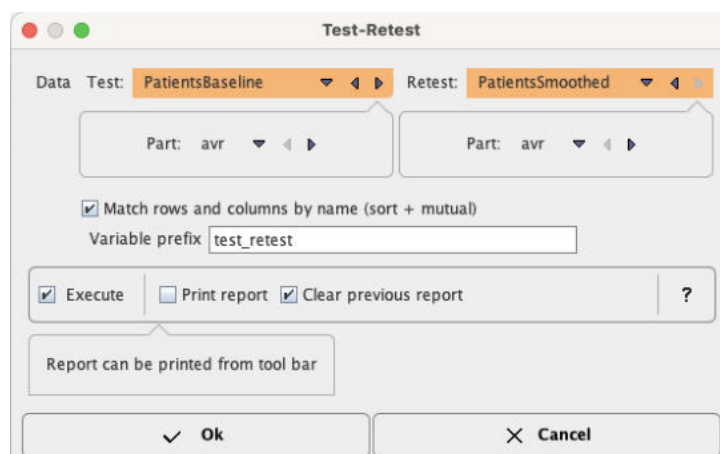 Test-Retest
Data Test: PatientsBaseline Retest: PatientsSmoothed
Part: avr Part: avr
Match rows and columns by name (sort + mutual)
Variable prefix test_retest
Execute Print report Clear previous report ?
Report can be printed from tool bar
Ok Cancel